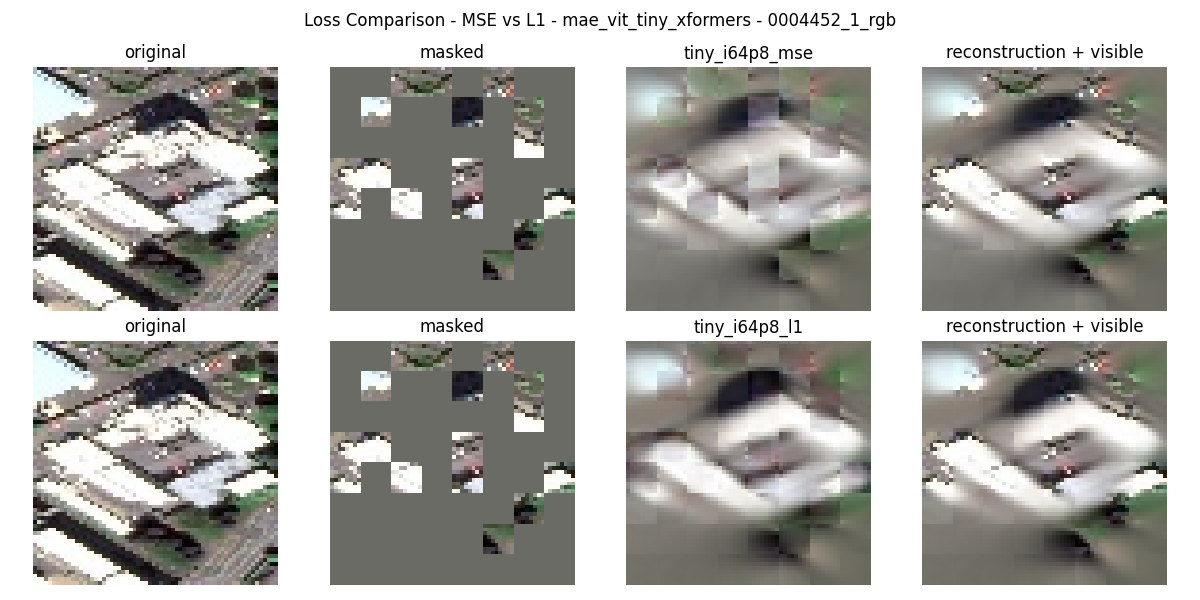 Loss Comparison - MSE vs L1 - mae_vit_tiny_xformers - 0004452_1_rgb
original masked tiny_i64p8_mse reconstruction + visible
original masked tiny_i64p8_l1 reconstruction + visible